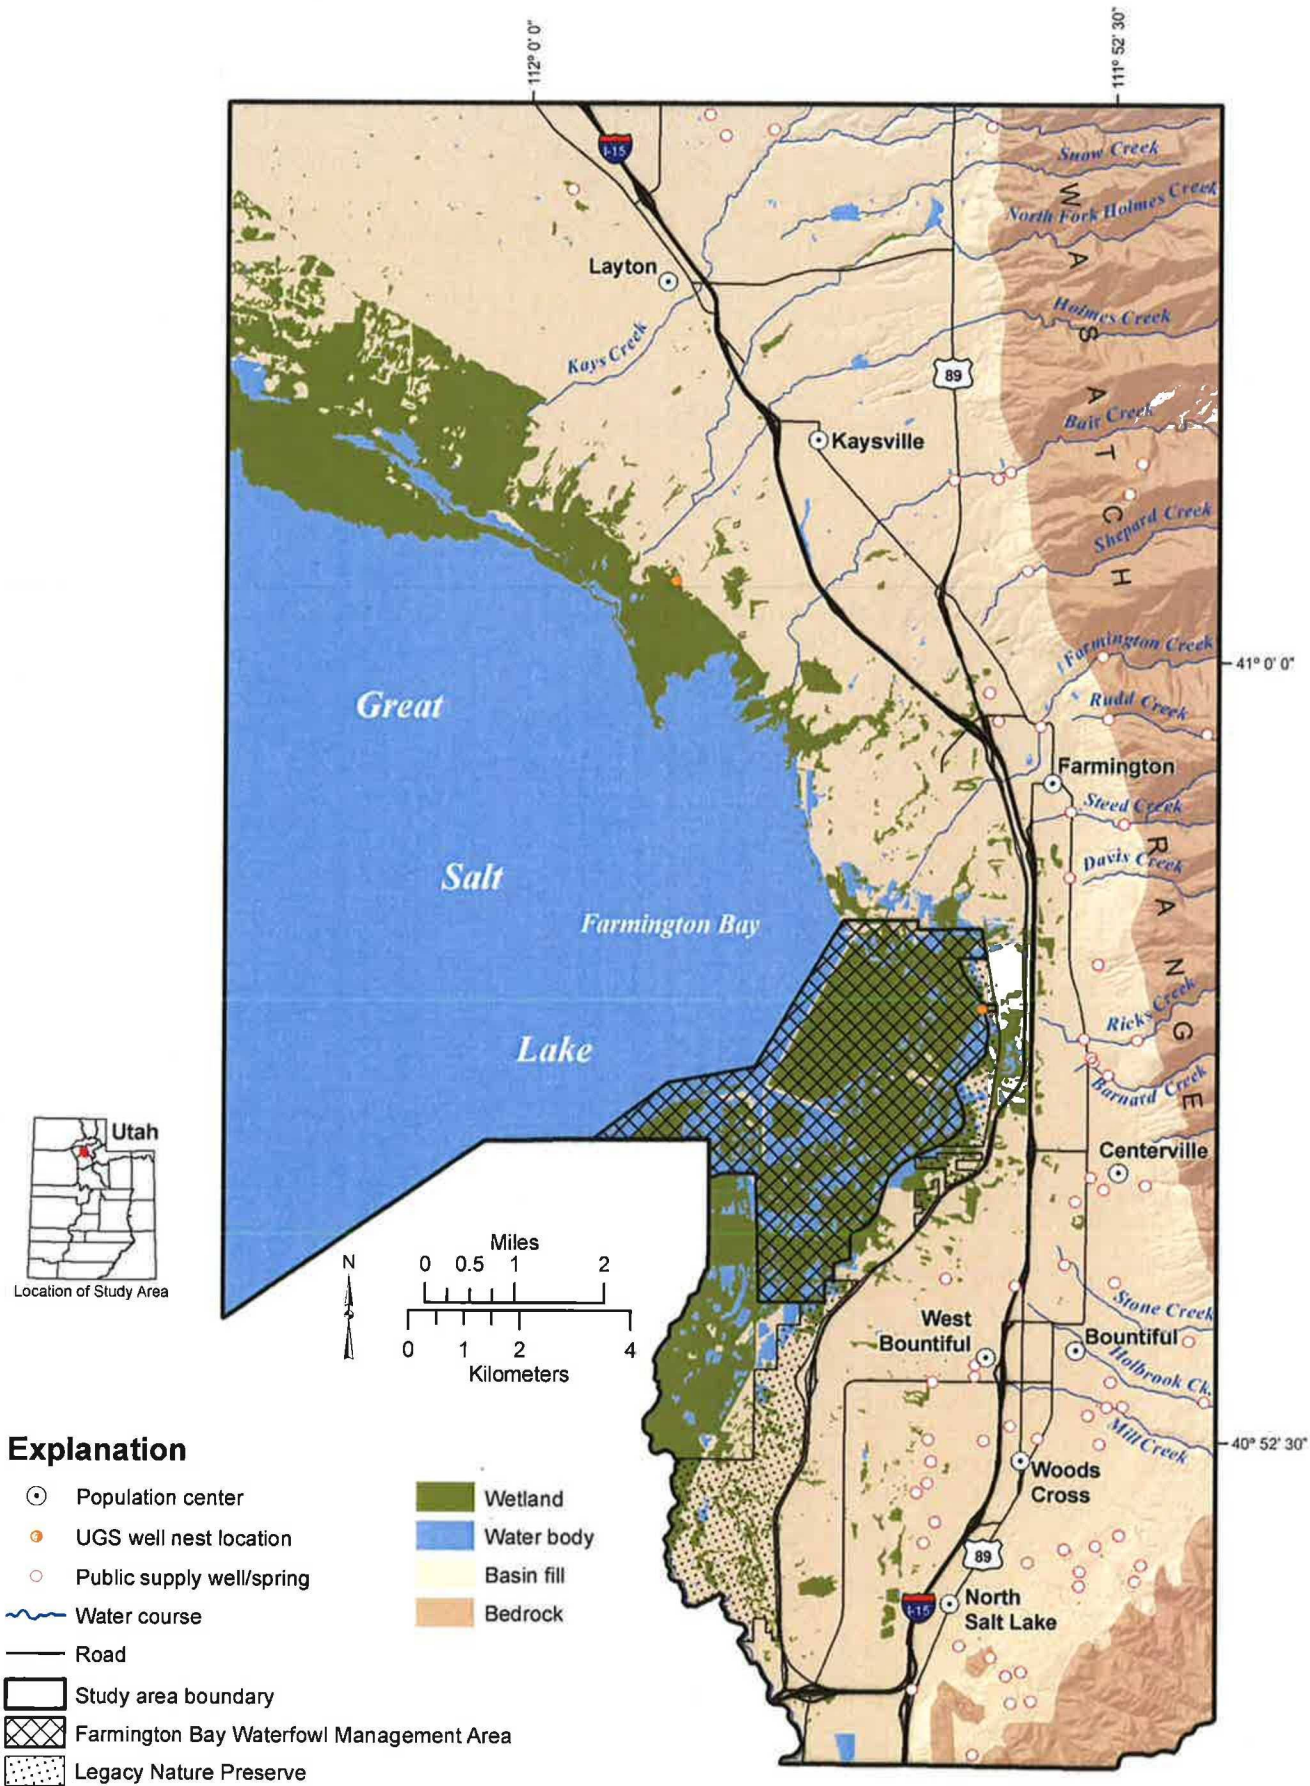 112° 0' 0"
111° 52' 30"
I-15
Snow Creek
North Fork Holmes Creek
Layton
Holmes Creek
Kays Creek
89
Bair Creek
Kaysville
Shepard Creek
WASATCH
Farmington Creek
41° 0' 0"
Great
Rudd Creek
Farmington
Steed Creek
Salt
Davis Creek
RANGE
Farmington Bay
Ricks Creek
Lake
Barnard Creek
Utah
Centerville
Location of Study Area
N
Miles
0 0.5 1 2
0 1 2 4
Kilometers
Stone Creek
West
Bountiful
Bountiful
Holbrook Ck.
Mill Creek
40° 52' 30"
Woods
Cross
89
I-15
North
Salt Lake
Explanation
Population center
UGS well nest location
Public supply well/spring
Water course
Road
Study area boundary
Farmington Bay Waterfowl Management Area
Legacy Nature Preserve
Wetland
Water body
Basin fill
Bedrock